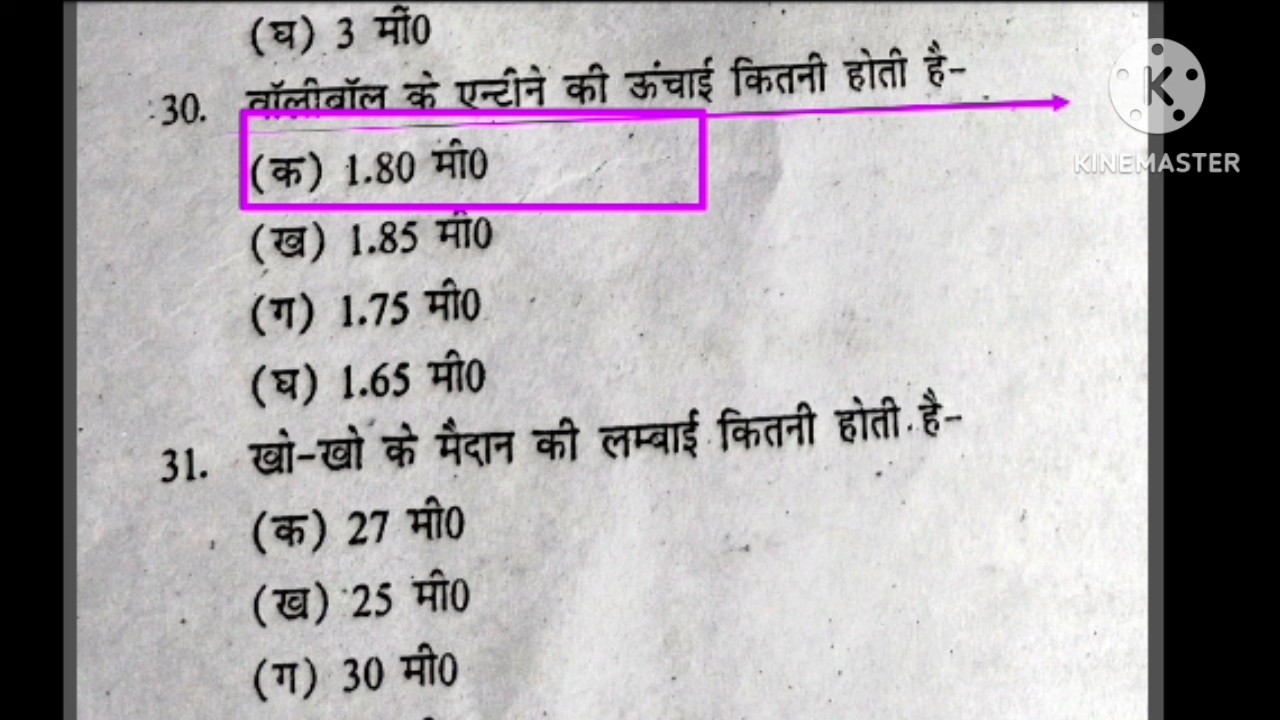 (घ) 3 मीं0
30. वॉलीबॉल के एन्टीने की ऊंचाई कितनी होती है-
(क) 1.80 मी0
(ख) 1.85 मी0
(ग) 1.75 मी0
(घ) 1.65 मी0
31. खो-खो के मैदान की लम्बाई कितनी होती है-
(क) 27 मी0
(ख) 25 मी0
(ग) 30 मी0
K
KINEMASTER